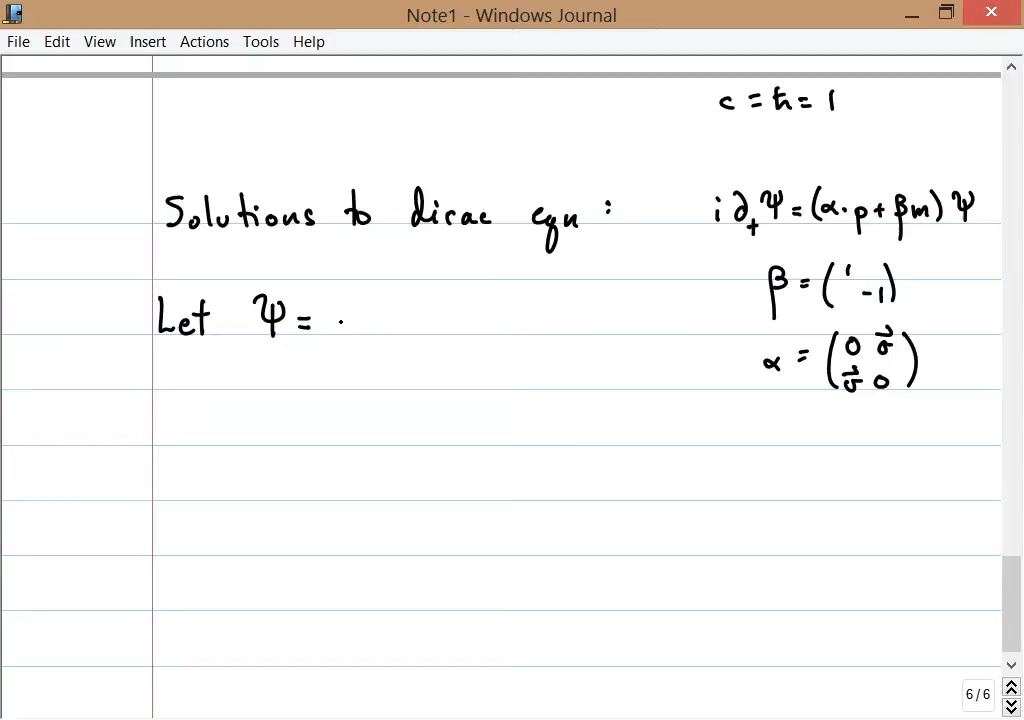 Note1 - Windows Journal
File Edit View Insert Actions Tools Help
c = ħ = 1
Solutions to dirac eqn : i ∂t Ψ = (α · p + βm) Ψ
β = (1 -1)
Let Ψ =
α = (0 σ⃗
σ⃗ 0)
6 / 6